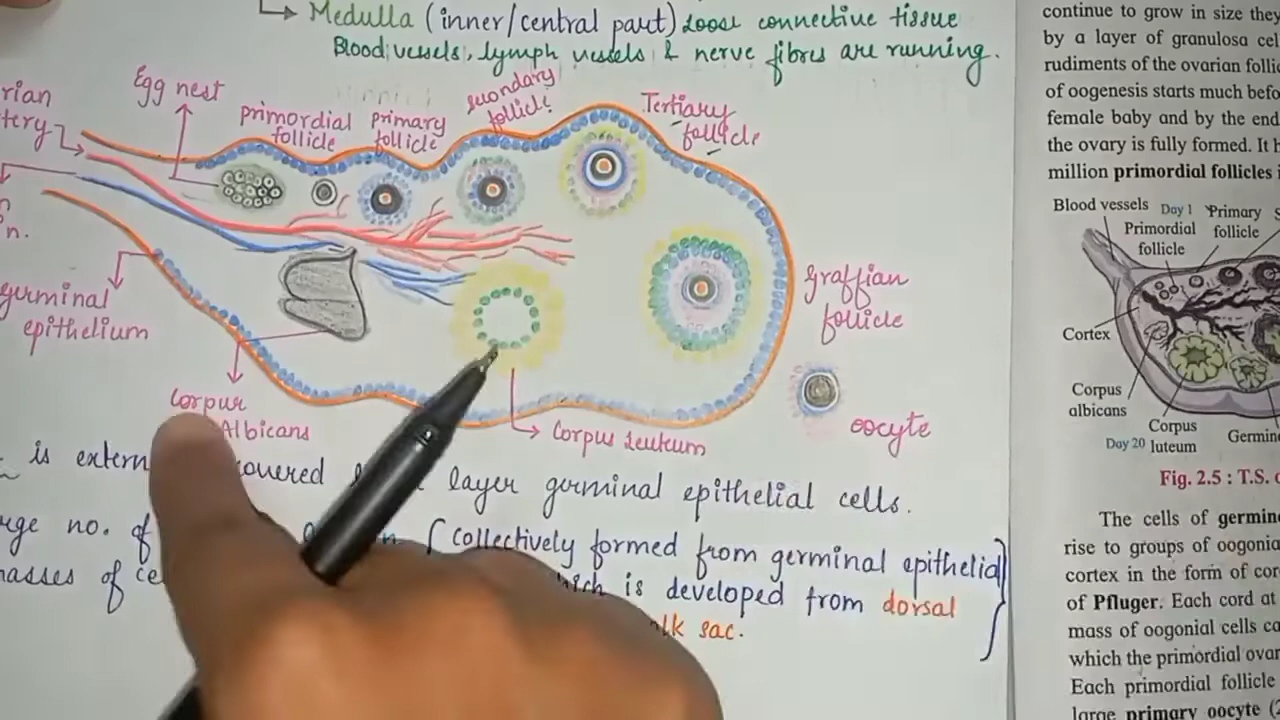 Medulla (inner/central part) Loose connective tissue
Blood vessels, lymph vessels & nerve fibres are running.
Egg nest
primordial
follicle
primary
follicle
secondary
follicle
Tertiary
follicle
rian
tery
n.
germinal
epithelium
Graffian
follicle
oocyte
Corpur
Albicans
Corpus Luteum
is extern covered layer germinal epithelial cells.
rge no. of (collectively formed from germinal epithelial
masses of ce which is developed from dorsal
sac.
continue to grow in size they
by a layer of granulosa cel
rudiments of the ovarian follic
of oogenesis starts much befo
female baby and by the end
the ovary is fully formed. It h
million primordial follicles i
Blood vessels
Day 1
Primordial
follicle
Primary
follicle
S
Cortex
Corpus
albicans
Corpus
luteum
Day 20
Germin
Fig. 2.5 : T.S. o
The cells of germin
rise to groups of oogonia
cortex in the form of cor
of Pfluger. Each cord at
mass of oogonial cells ca
which the primordial ovar
Each primordial follicle
large primary oocyte (2